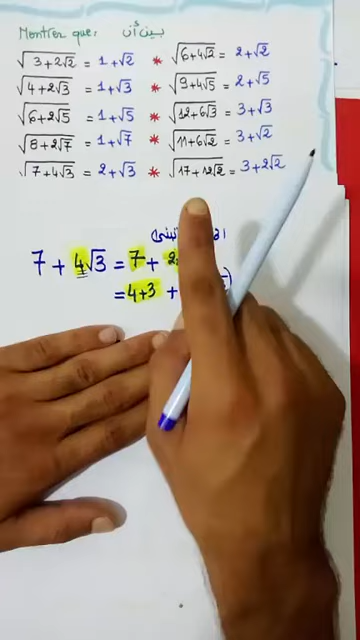 Montrer que: بين أن
√3+2√2 = 1+√2 * √6+4√2 = 2+√2
√4+2√3 = 1+√3 * √9+4√5 = 2+√5
√6+2√5 = 1+√5 * √12+6√3 = 3+√3
√8+2√7 = 1+√7 * √11+6√2 = 3+√2
√7+4√3 = 2+√3 * √17+12√2 = 3+2√2
7 + 4√3 = 7 + 2
= 4+3 +